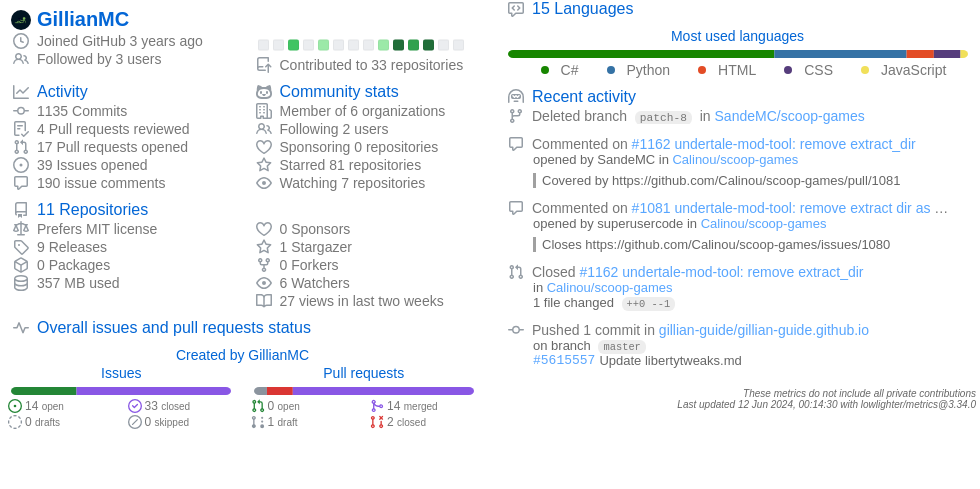 GillianMC
Joined GitHub 3 years ago
Followed by 3 users
Contributed to 33 repositories
Activity
1135 Commits
4 Pull requests reviewed
17 Pull requests opened
39 Issues opened
190 issue comments
Community stats
Member of 6 organizations
Following 2 users
Sponsoring 0 repositories
Starred 81 repositories
Watching 7 repositories
11 Repositories
Prefers MIT license
9 Releases
0 Packages
357 MB used
0 Sponsors
1 Stargazer
0 Forkers
6 Watchers
27 views in last two weeks
Overall issues and pull requests status
Created by GillianMC
Issues
14 open
33 closed
0 drafts
0 skipped
Pull requests
0 open
14 merged
1 draft
2 closed
15 Languages
Most used languages
C# Python HTML CSS JavaScript
Recent activity
Deleted branch patch-8 in SandeMC/scoop-games
Commented on #1162 undertale-mod-tool: remove extract_dir
opened by SandeMC in Calinou/scoop-games
Covered by https://github.com/Calinou/scoop-games/pull/1081
Commented on #1081 undertale-mod-tool: remove extract dir as …
opened by superusercode in Calinou/scoop-games
Closes https://github.com/Calinou/scoop-games/issues/1080
Closed #1162 undertale-mod-tool: remove extract_dir
in Calinou/scoop-games
1 file changed ++0 --1
Pushed 1 commit in gillian-guide/gillian-guide.github.io
on branch master
#5615557 Update libertytweaks.md
These metrics do not include all private contributions
Last updated 12 Jun 2024, 00:14:30 with lowlighter/metrics@3.34.0